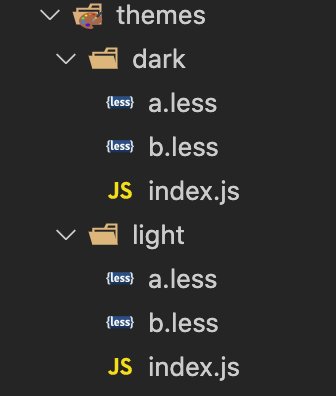 themes
dark
{less} a.less
{less} b.less
JS index.js
light
{less} a.less
{less} b.less
JS index.js